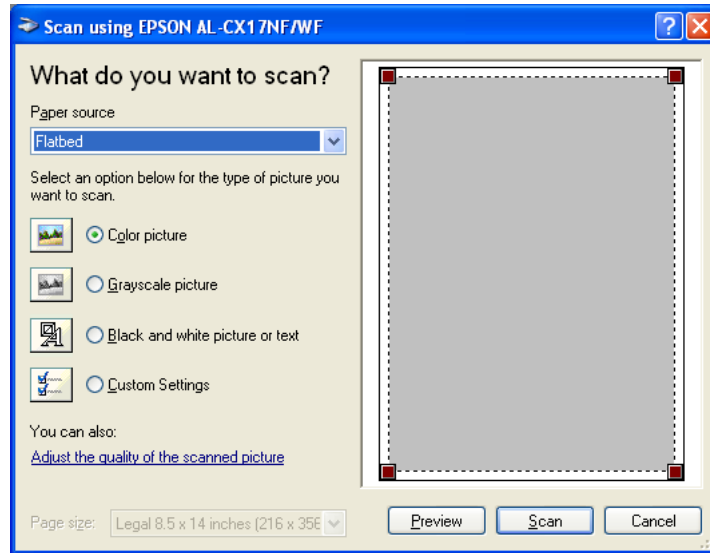 Scan using EPSON AL-CX17NF/WF
What do you want to scan?
Paper source
Flatbed
Select an option below for the type of picture you
want to scan.
Color picture
Grayscale picture
Black and white picture or text
Custom Settings
You can also:
Adjust the quality of the scanned picture
Page size: Legal 8.5 x 14 inches (216 x 356
Preview Scan Cancel